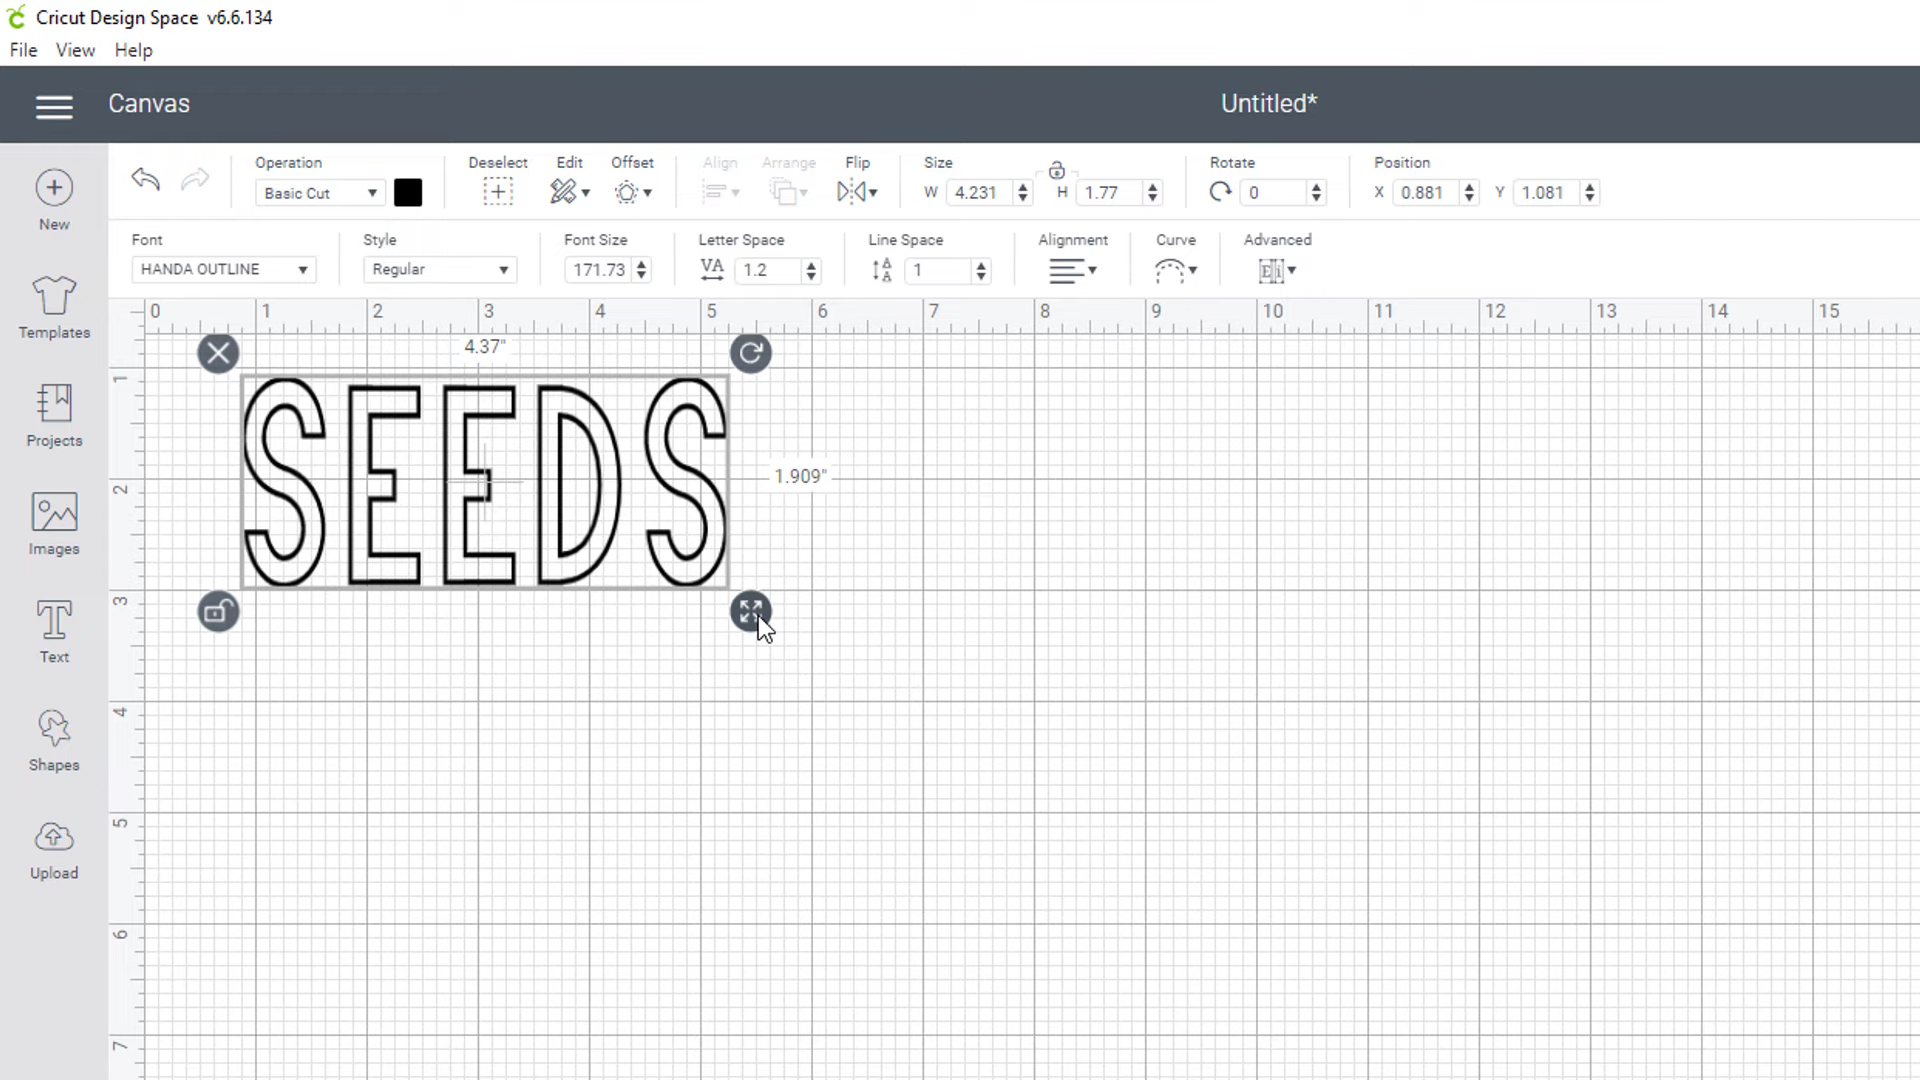 Cricut Design Space v6.6.134
File View Help
Canvas Untitled*
Operation Deselect Edit Offset Align Arrange Flip Size Rotate Position
Basic Cut W 4.231 H 1.77 0 X 0.881 Y 1.081
Font Style Font Size Letter Space Line Space Alignment Curve Advanced
HANDA OUTLINE Regular 171.73 VA 1.2 A A 1 E i
0 1 2 3 4 5 6 7 8 9 10 11 12 13 14 15
4.37"
SEEDS
1.909"
1
2
3
4
5
6
7
New
Templates
Projects
Images
T
Text
Shapes
Upload